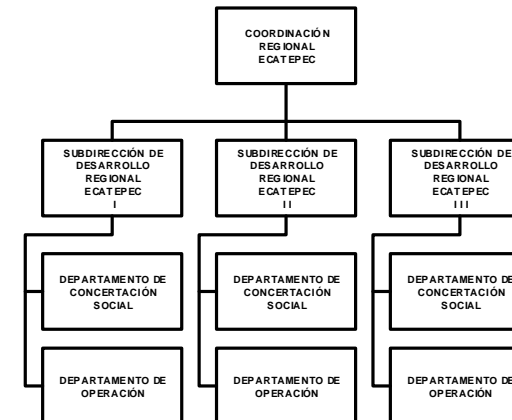 COORDINACIÓN
REGIONAL
ECATEPEC
SUBDIRECCIÓN DE
DESARROLLO
REGIONAL
ECATEPEC
I
SUBDIRECCIÓN DE
DESARROLLO
REGIONAL
ECATEPEC
II
SUBDIRECCIÓN DE
DESARROLLO
REGIONAL
ECATEPEC
III
DEPARTAMENTO DE
CONCERTACIÓN
SOCIAL
DEPARTAMENTO DE
CONCERTACIÓN
SOCIAL
DEPARTAMENTO DE
CONCERTACIÓN
SOCIAL
DEPARTAMENTO DE
OPERACIÓN
DEPARTAMENTO DE
OPERACIÓN
DEPARTAMENTO DE
OPERACIÓN